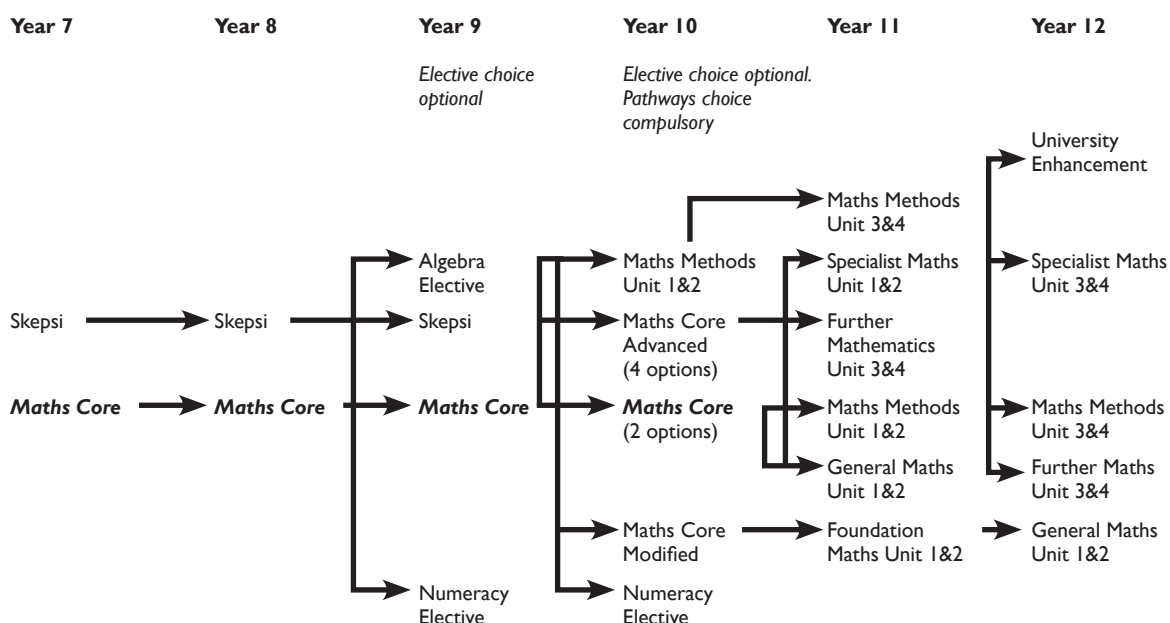 Year 7
Year 8
Year 9
Year 10
Year 11
Year 12
Elective choice
optional
Elective choice optional.
Pathways choice
compulsory
University
Enhancement
Maths Methods
Unit 3&4
Algebra
Elective
Maths Methods
Unit 1&2
Specialist Maths
Unit 1&2
Specialist Maths
Unit 3&4
Skepsi
Skepsi
Skepsi
Maths Core
Advanced
(4 options)
Further
Mathematics
Unit 3&4
Maths Core
Maths Core
Maths Core
Maths Core
(2 options)
Maths Methods
Unit 1&2
Maths Methods
Unit 3&4
General Maths
Unit 1&2
Further Maths
Unit 3&4
Maths Core
Modified
Foundation
Maths Unit 1&2
General Maths
Unit 1&2
Numeracy
Elective
Numeracy
Elective